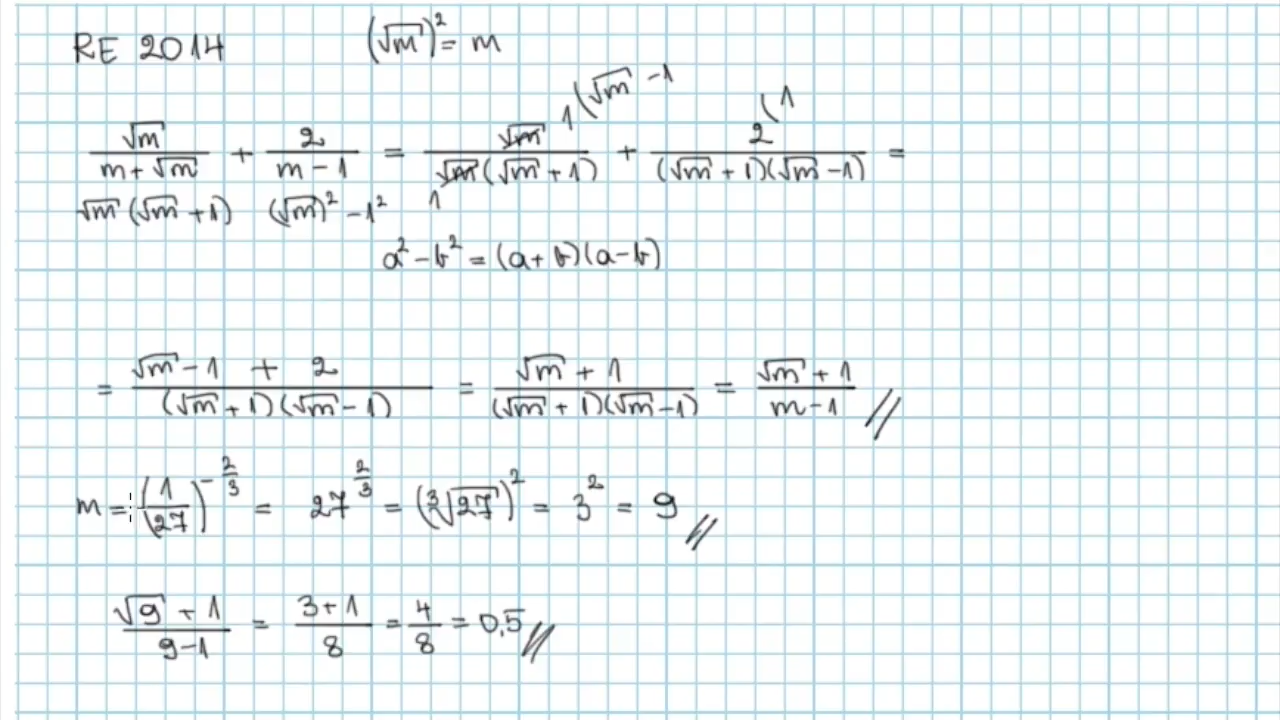 RE 2014 (√m)² = m
√m/(m+√m) + 2/(m-1) = √m/(√m(√m+1)) + 2/((√m+1)(√m-1)) =
1 (√m -1
(1
√m(√m+1) (√m)² - 1² 1
a² - b² = (a+b)(a-b)
= (√m - 1 + 2)/((√m+1)(√m-1)) = (√m + 1)/((√m+1)(√m-1)) = (√m + 1)/(m-1) //
m = (1/27)^(-2/3) = 27^(2/3) = (³√27)² = 3² = 9 //
(√9 + 1)/(9-1) = (3+1)/8 = 4/8 = 0,5 //